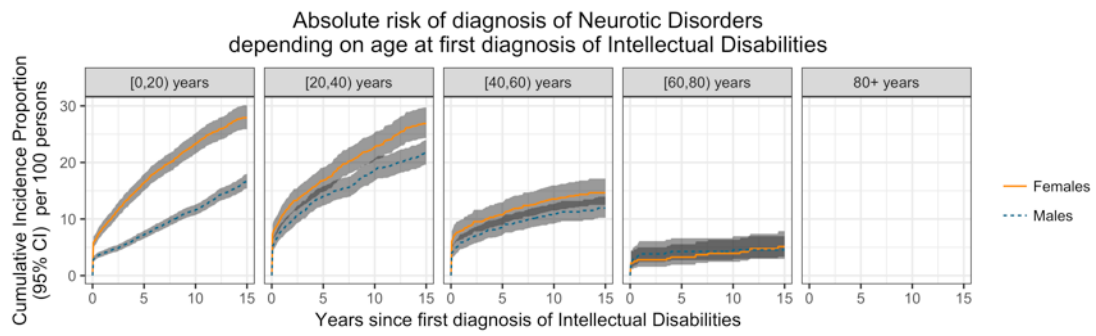 Absolute risk of diagnosis of Neurotic Disorders
depending on age at first diagnosis of Intellectual Disabilities
Cumulative Incidence Proportion
(95% CI) per 100 persons
[0,20) years
[20,40) years
[40,60) years
[60,80) years
80+ years
30
20
10
0
0 5 10 15
0 5 10 15
0 5 10 15
0 5 10 15
0 5 10 15
Years since first diagnosis of Intellectual Disabilities
Females
Males